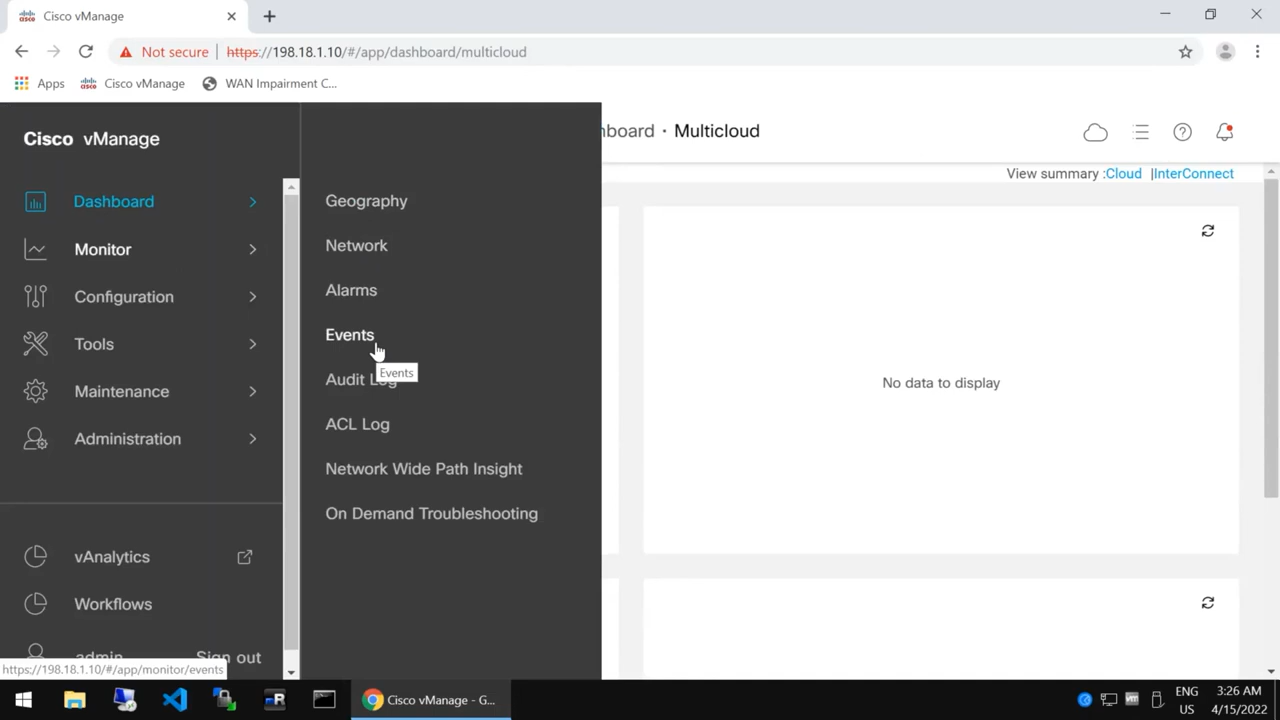 Cisco vManage
Not secure | https://198.18.1.10/#/app/dashboard/multicloud
Apps Cisco vManage WAN Impairment C...
Cisco vManage
Dashboard
Monitor
Configuration
Tools
Maintenance
Administration
vAnalytics
Workflows
admin Sign out
https://198.18.1.10/#/app/monitor/events
Geography
Network
Alarms
Events
Events
Audit Log
ACL Log
Network Wide Path Insight
On Demand Troubleshooting
hboard · Multicloud
View summary :Cloud |InterConnect
No data to display
Cisco vManage - G...
ENG
US
3:26 AM
4/15/2022